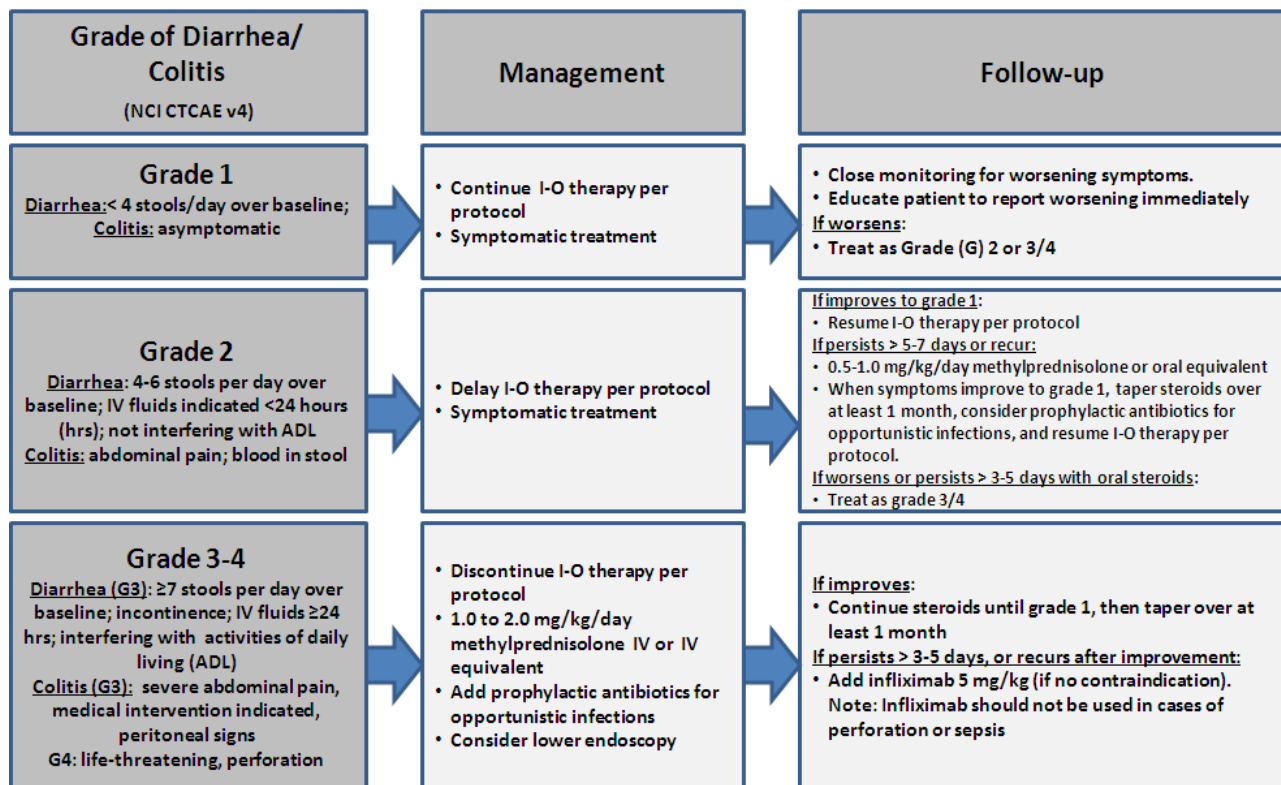 Grade of Diarrhea/
Colitis
(NCI CTCAE v4)
Management
Follow-up
Grade 1
Diarrhea:< 4 stools/day over baseline;
Colitis: asymptomatic
• Continue I-O therapy per
protocol
• Symptomatic treatment
• Close monitoring for worsening symptoms.
• Educate patient to report worsening immediately
If worsens:
• Treat as Grade (G) 2 or 3/4
Grade 2
Diarrhea: 4-6 stools per day over
baseline; IV fluids indicated <24 hours
(hrs); not interfering with ADL
Colitis: abdominal pain; blood in stool
• Delay I-O therapy per protocol
• Symptomatic treatment
If improves to grade 1:
• Resume I-O therapy per protocol
If persists > 5-7 days or recur:
• 0.5-1.0 mg/kg/day methylprednisolone or oral equivalent
• When symptoms improve to grade 1, taper steroids over
at least 1 month, consider prophylactic antibiotics for
opportunistic infections, and resume I-O therapy per
protocol.
If worsens or persists > 3-5 days with oral steroids:
• Treat as grade 3/4
Grade 3-4
Diarrhea (G3): ≥7 stools per day over
baseline; incontinence; IV fluids ≥24
hrs; interfering with activities of daily
living (ADL)
Colitis (G3): severe abdominal pain,
medical intervention indicated,
peritoneal signs
G4: life-threatening, perforation
• Discontinue I-O therapy per
protocol
• 1.0 to 2.0 mg/kg/day
methylprednisolone IV or IV
equivalent
• Add prophylactic antibiotics for
opportunistic infections
• Consider lower endoscopy
If improves:
• Continue steroids until grade 1, then taper over at
least 1 month
If persists > 3-5 days, or recurs after improvement:
• Add infliximab 5 mg/kg (if no contraindication).
Note: Infliximab should not be used in cases of
perforation or sepsis